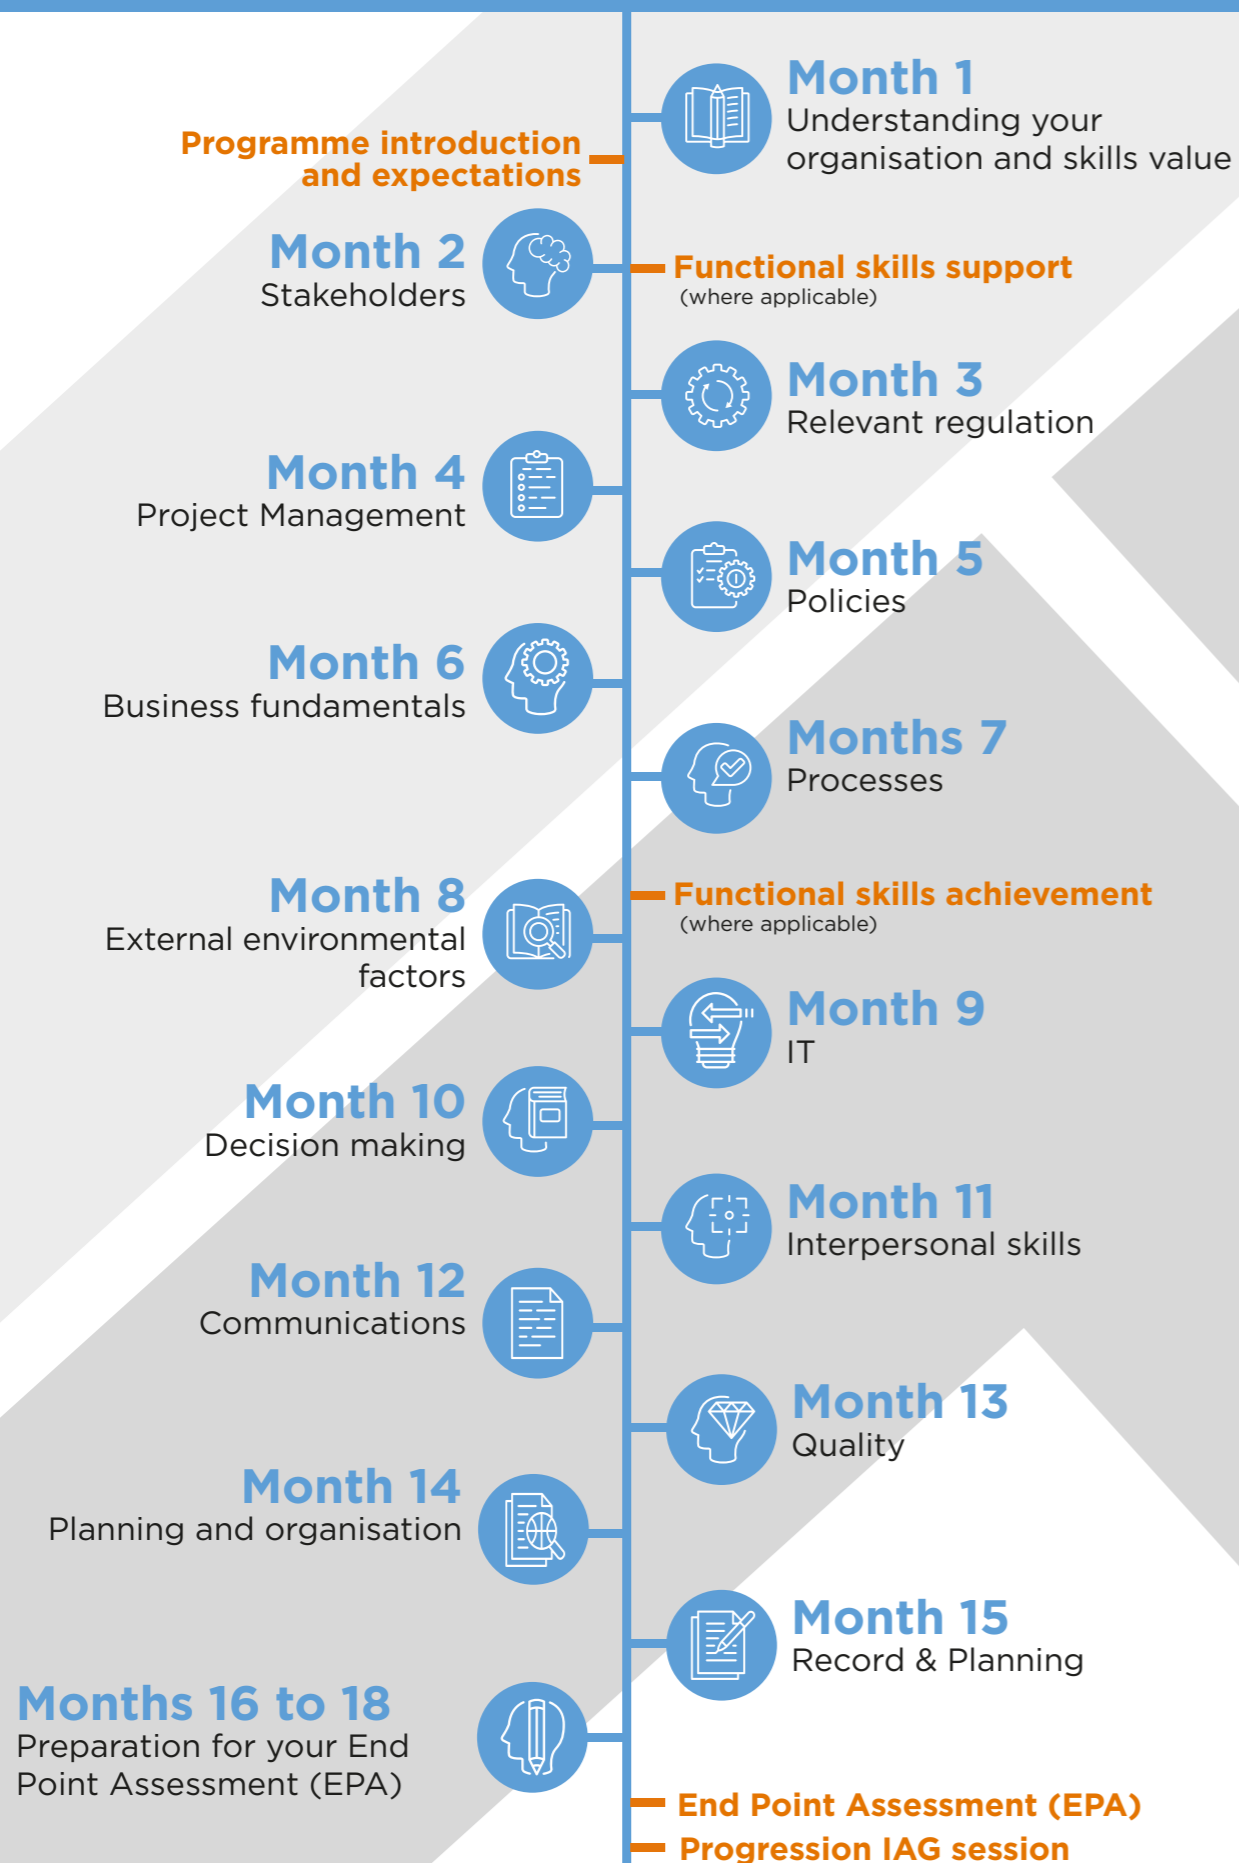 Month 1
Understanding your
organisation and skills value
Programme introduction
and expectations
Month 2
Stakeholders
Functional skills support
(where applicable)
Month 3
Relevant regulation
Month 4
Project Management
Month 5
Policies
Month 6
Business fundamentals
Months 7
Processes
Month 8
External environmental
factors
Functional skills achievement
(where applicable)
Month 9
IT
Month 10
Decision making
Month 11
Interpersonal skills
Month 12
Communications
Month 13
Quality
Month 14
Planning and organisation
Month 15
Record & Planning
Months 16 to 18
Preparation for your End
Point Assessment (EPA)
End Point Assessment (EPA)
Progression IAG session